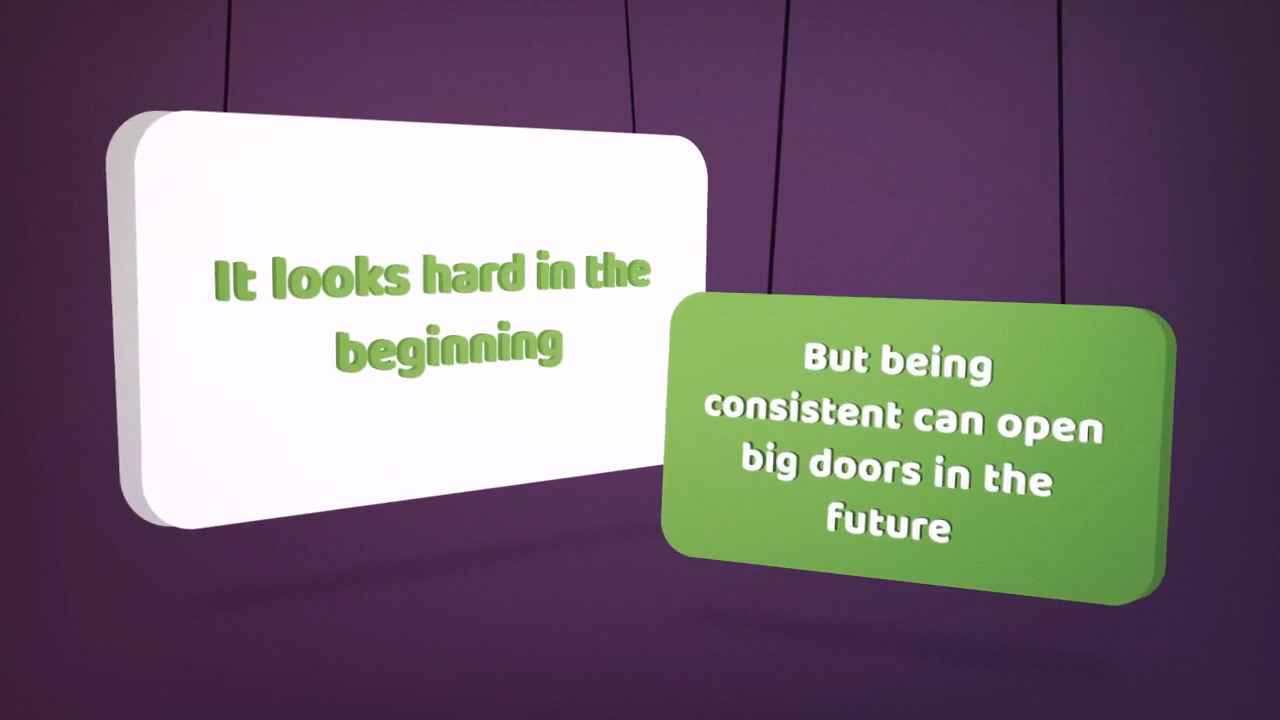 It looks hard in the
beginning
But being
consistent can open
big doors in the
future